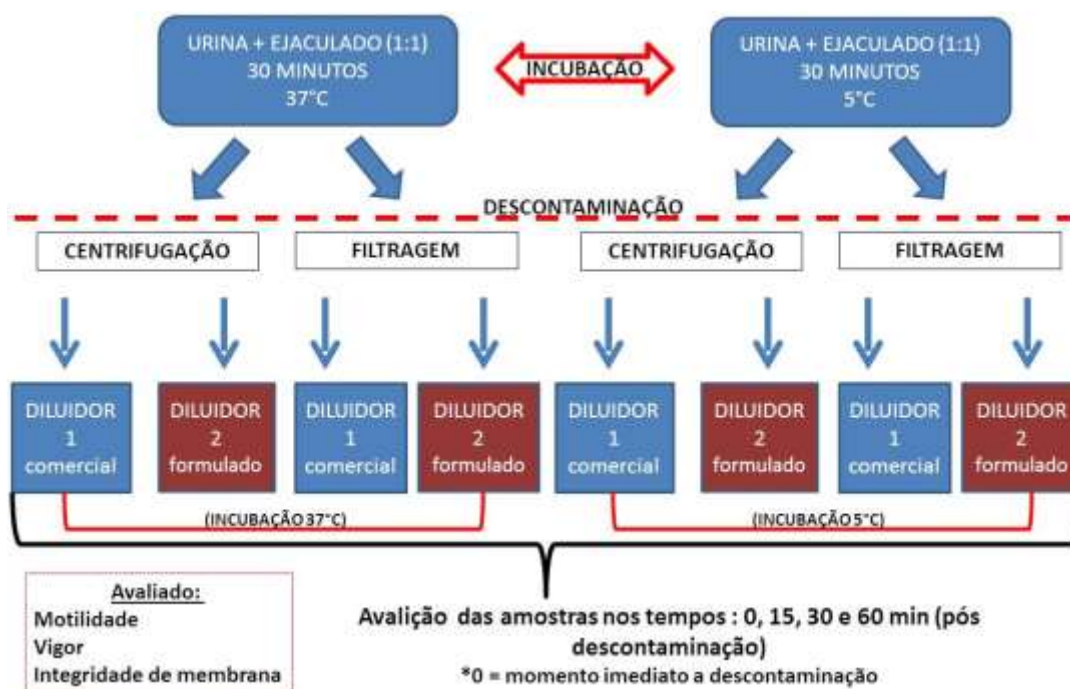 URINA + EJACULADO (1:1)
30 MINUTOS
37°C
INCUBAÇÃO
URINA + EJACULADO (1:1)
30 MINUTOS
5°C
DESCONTAMINAÇÃO
CENTRIFUGAÇÃO
FILTRAGEM
CENTRIFUGAÇÃO
FILTRAGEM
DILUIDOR
1
comercial
DILUIDOR
2
formulado
DILUIDOR
1
comercial
DILUIDOR
2
formulado
DILUIDOR
1
comercial
DILUIDOR
2
formulado
DILUIDOR
1
comercial
DILUIDOR
2
formulado
(INCUBAÇÃO 37°C)
(INCUBAÇÃO 5°C)
Avaliado:
Motilidade
Vigor
Integridade de membrana
Avalição das amostras nos tempos : 0, 15, 30 e 60 min (pós
descontaminação)
*0 = momento imediato a descontaminação